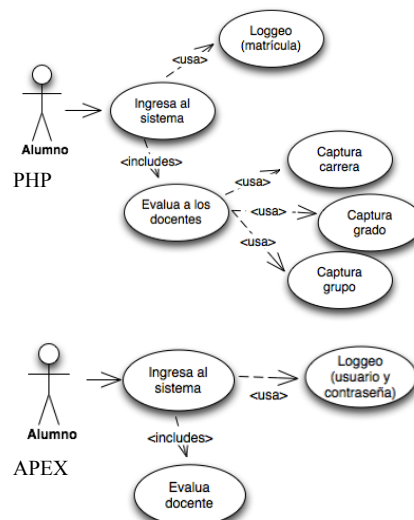 Loggeo
(matrícula)
<usa>
Ingresa al
sistema
Alumno
<includes>
PHP
Captura
carrera
<usa>
Evalua a los
docentes
<usa>
Captura
grado
<usa>
Captura
grupo
Ingresa al
sistema
Loggeo
(usuario y
contraseña)
<usa>
Alumno
<includes>
APEX
Evalua
docente